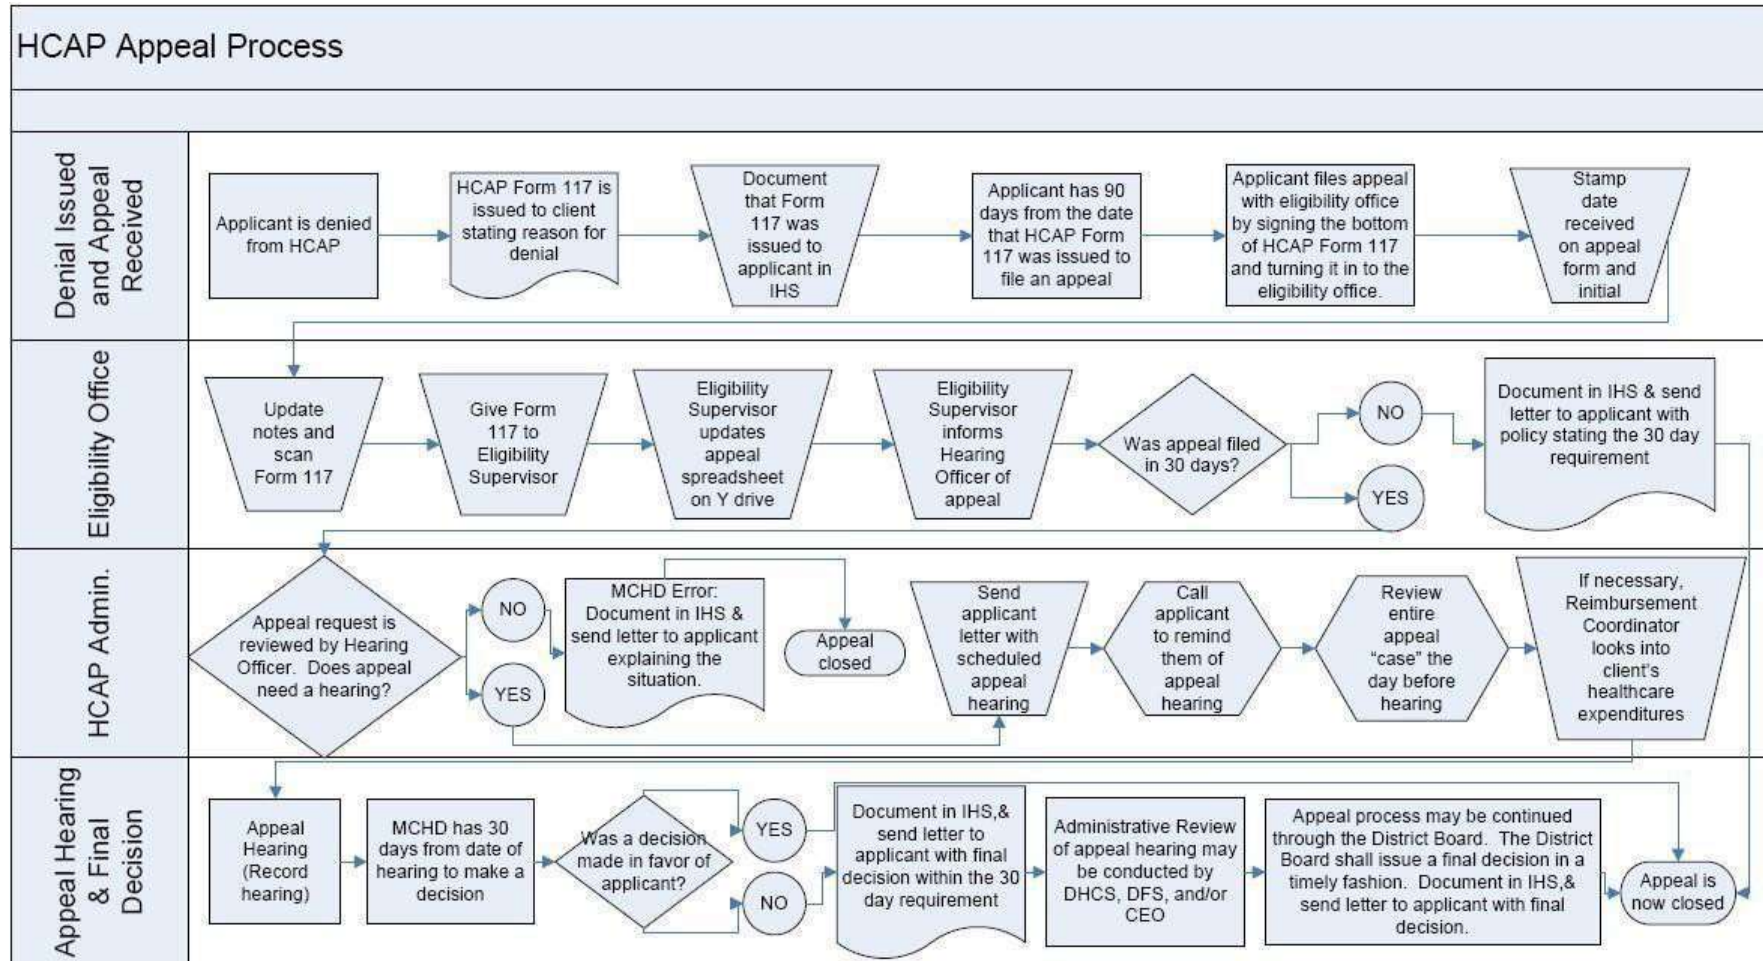 HCAP Appeal Process
Denial Issued
and Appeal
Received
Applicant is denied
from HCAP
HCAP Form 117 is
issued to client
stating reason for
denial
Document
that Form
117 was
issued to
applicant in
IHS
Applicant has 90
days from the date
that HCAP Form
117 was issued to
file an appeal
Applicant files appeal
with eligibility office
by signing the bottom
of HCAP Form 117
and turning it in to the
eligibility office.
Stamp
date
received
on appeal
form and
initial
Eligibility Office
Update
notes and
scan
Form 117
Give Form
117 to
Eligibility
Supervisor
Eligibility
Supervisor
updates
appeal
spreadsheet
on Y drive
Eligibility
Supervisor
informs
Hearing
Officer of
appeal
Was appeal filed
in 30 days?
NO
YES
Document in IHS & send
letter to applicant with
policy stating the 30 day
requirement
HCAP Admin.
Appeal request is
reviewed by Hearing
Officer. Does appeal
need a hearing?
NO
YES
MCHD Error:
Document in IHS &
send letter to applicant
explaining the
situation.
Appeal
closed
Send
applicant
letter with
scheduled
appeal
hearing
Call
applicant
to remind
them of
appeal
hearing
Review
entire
appeal
“case” the
day before
hearing
If necessary,
Reimbursement
Coordinator
looks into
client’s
healthcare
expenditures
Appeal Hearing
& Final
Decision
Appeal
Hearing
(Record
hearing)
MCHD has 30
days from date of
hearing to make a
decision
Was a decision
made in favor of
applicant?
YES
NO
Document in IHS,&
send letter to
applicant with final
decision within the 30
day requirement
Administrative Review
of appeal hearing may
be conducted by
DHCS, DFS, and/or
CEO
Appeal process may be continued
through the District Board. The District
Board shall issue a final decision in a
timely fashion. Document in IHS,&
send letter to applicant with final
decision.
Appeal is
now closed